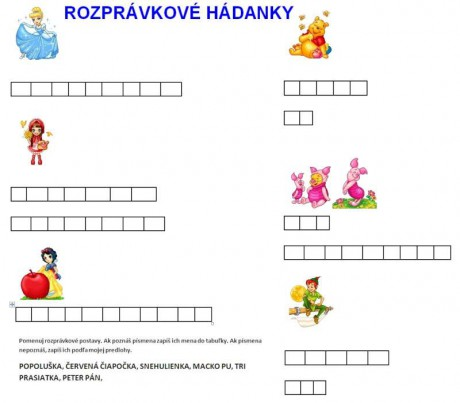 ROZPRÁVKOVÉ HÁDANKY
Pomenuj rozprávkové postavy. Ak poznáš písmena zapíš ich mena do tabuľky. Ak písmena
nepoznáš, zapíš ich podľa mojej predlohy.
POPOLUŠKA, ČERVENÁ ČIAPOČKA, SNEHULIENKA, MACKO PU, TRI
PRASIATKA, PETER PÁN,